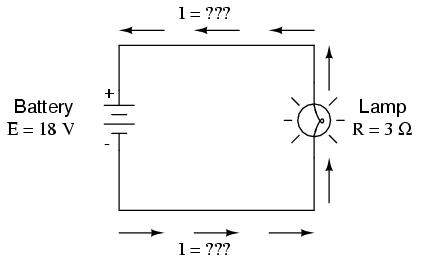 I = ???
+
Battery
E = 18 V
-
Lamp
R = 3 Ω
I = ???